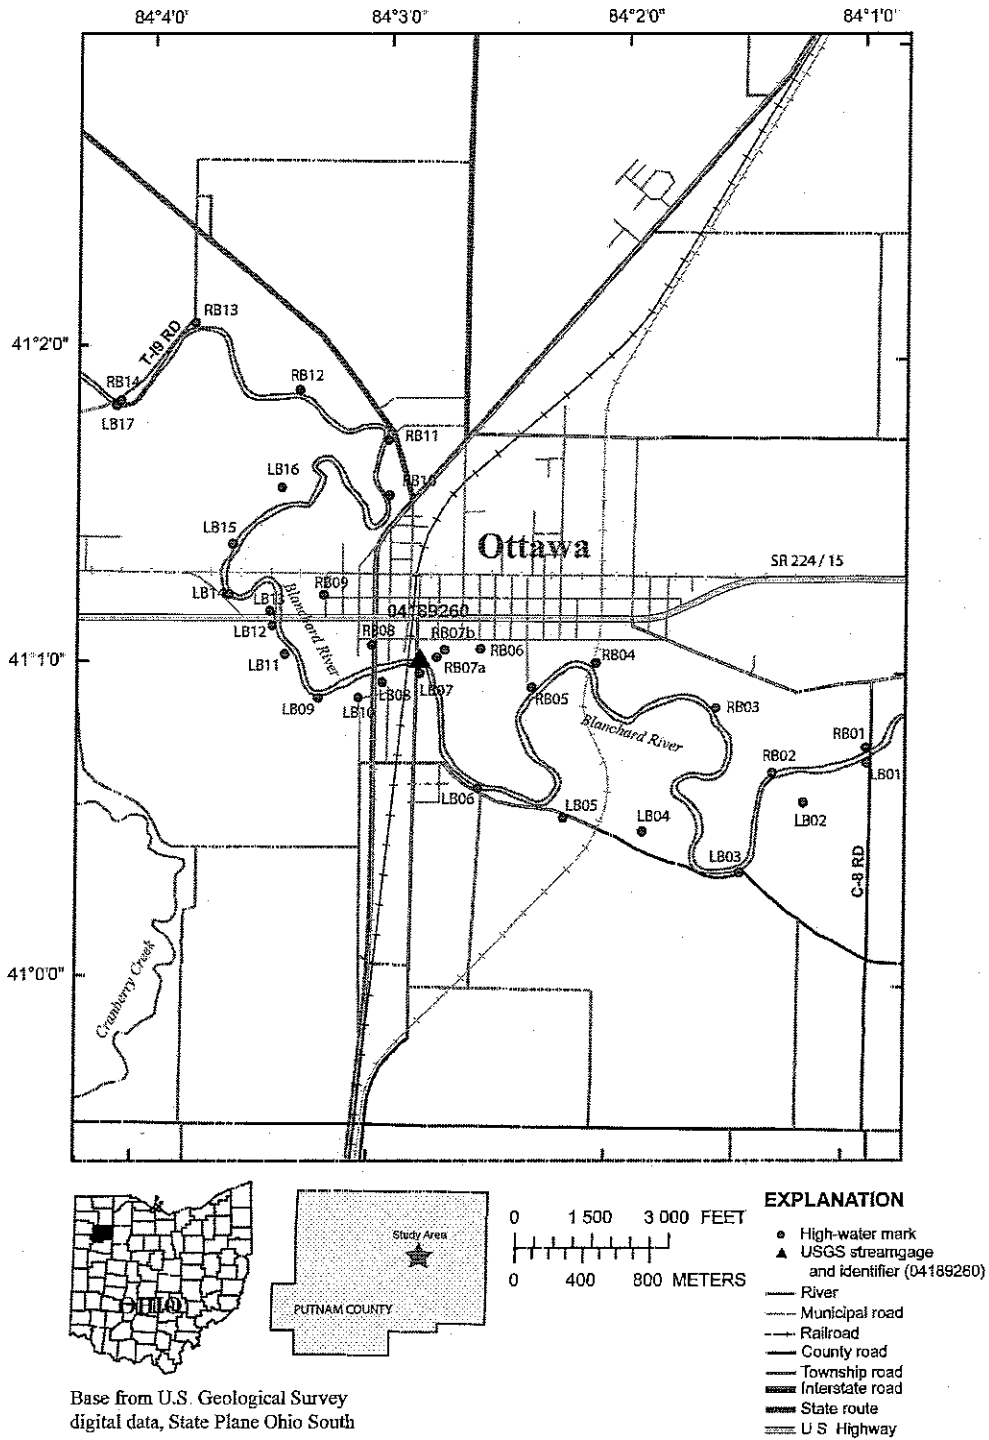 84°4'0" 84°3'0" 84°2'0" 84°1'0"
RB13
T-19 RD
41°2'0"
RB14
RB12
LB17
RB11
LB16
RB10
LB15
Ottawa
SR 224 / 15
LB14
RB09
LB13
04189260
Blanchard River
LB12
RB08
RB07b
RB06
41°1'0"
LB11
RB07a
RB04
LB08
LB07
RB05
LB09
LB10
RB03
Blanchard River
RB01
RB02
LB01
LB06
LB05
LB04
LB02
LB03
C-8 RD
Cranberry Creek
41°0'0"
OHIO
Study Area
PUTNAM COUNTY
0 1 500 3 000 FEET
0 400 800 METERS
EXPLANATION
High-water mark
USGS streamgage
and identifier (04189260)
River
Municipal road
Railroad
County road
Township road
Interstate road
State route
U S Highway
Base from U.S. Geological Survey
digital data, State Plane Ohio South